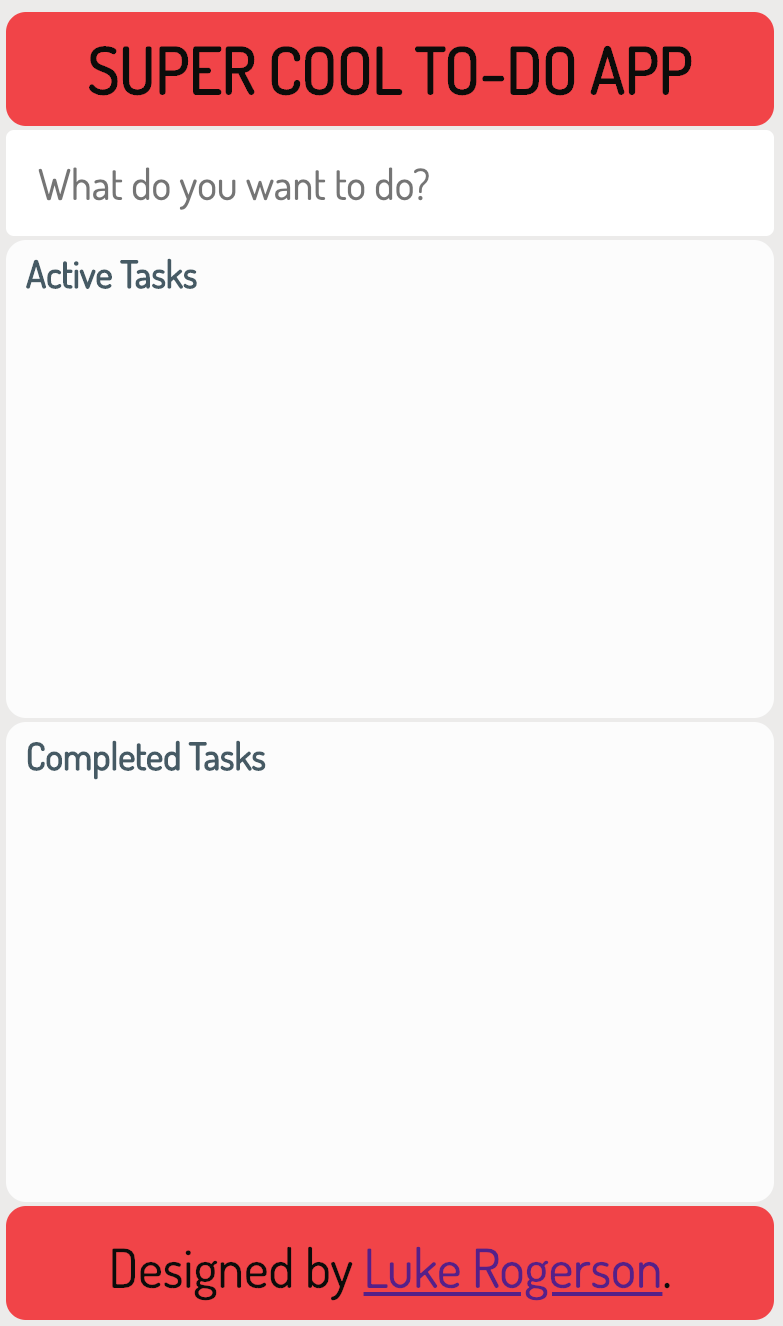 SUPER COOL TO-DO APP
What do you want to do?
Active Tasks
Completed Tasks
Designed by Luke Rogerson.